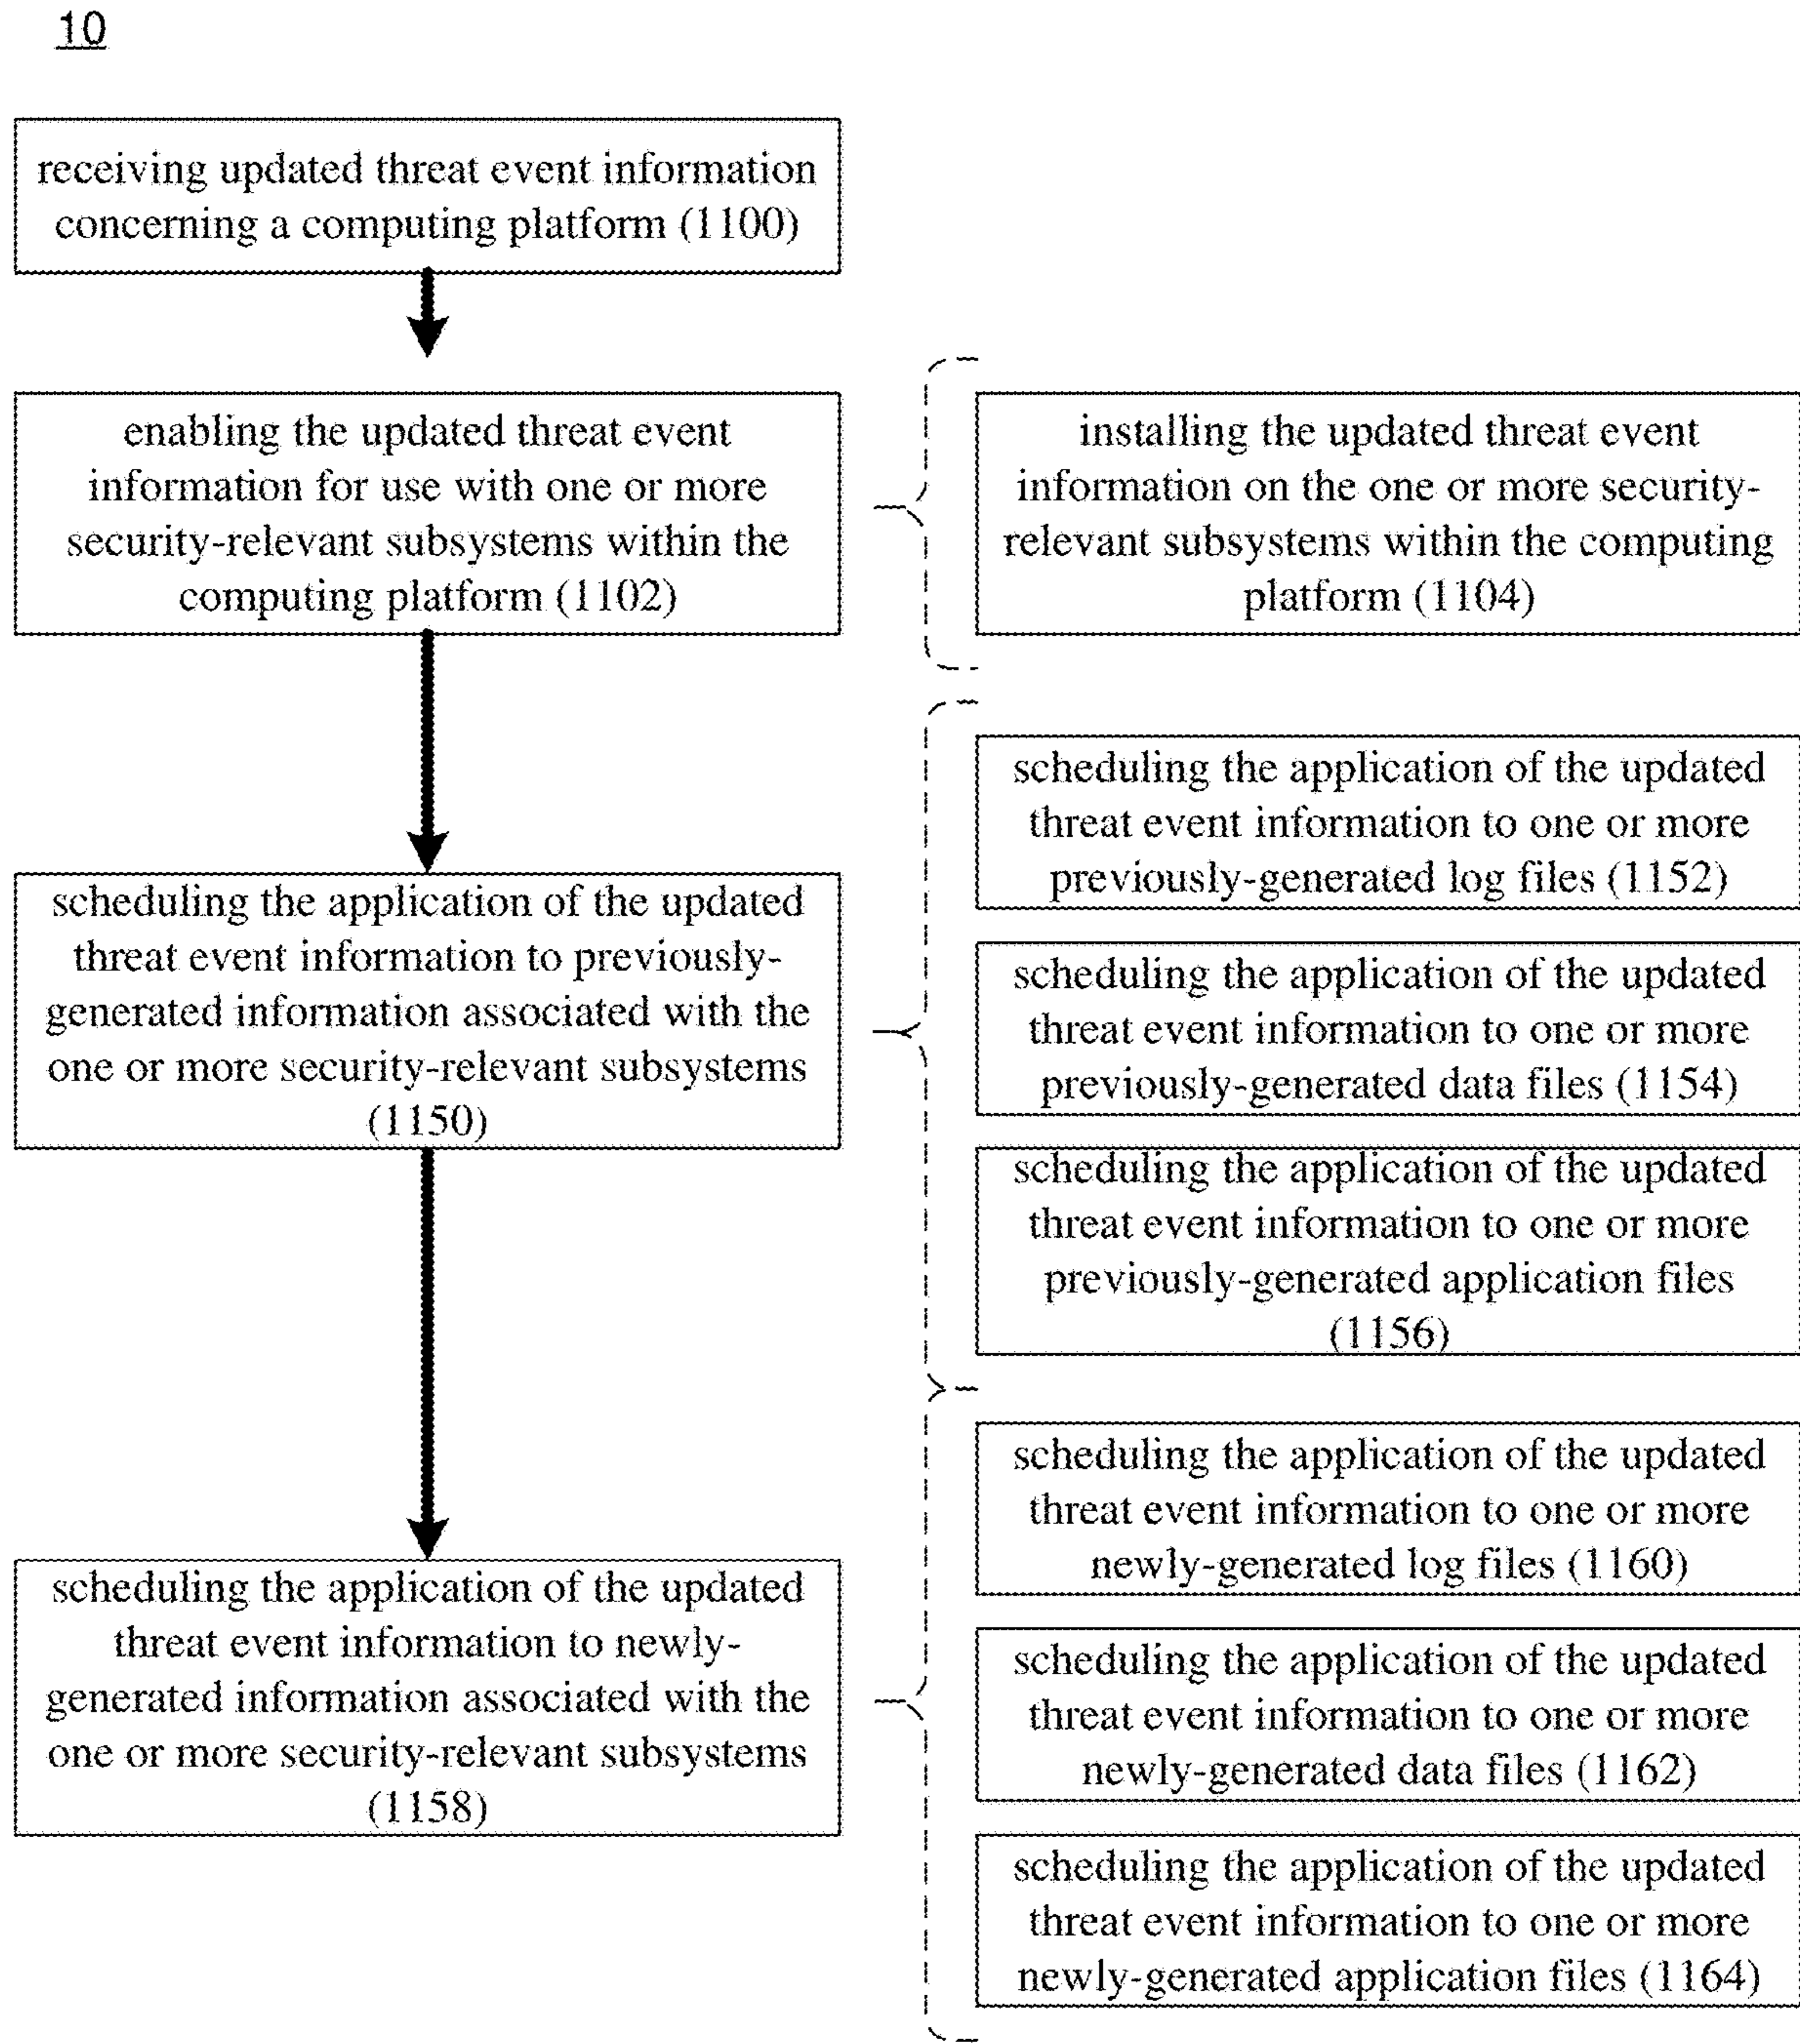 10
receiving updated threat event information
concerning a computing platform (1100)
enabling the updated threat event
information for use with one or more
security-relevant subsystems within the
computing platform (1102)
installing the updated threat event
information on the one or more security-
relevant subsystems within the computing
platform (1104)
scheduling the application of the updated
threat event information to previously-
generated information associated with the
one or more security-relevant subsystems
(1150)
scheduling the application of the updated
threat event information to one or more
previously-generated log files (1152)
scheduling the application of the updated
threat event information to one or more
previously-generated data files (1154)
scheduling the application of the updated
threat event information to one or more
previously-generated application files
(1156)
scheduling the application of the updated
threat event information to newly-
generated information associated with the
one or more security-relevant subsystems
(1158)
scheduling the application of the updated
threat event information to one or more
newly-generated log files (1160)
scheduling the application of the updated
threat event information to one or more
newly-generated data files (1162)
scheduling the application of the updated
threat event information to one or more
newly-generated application files (1164)